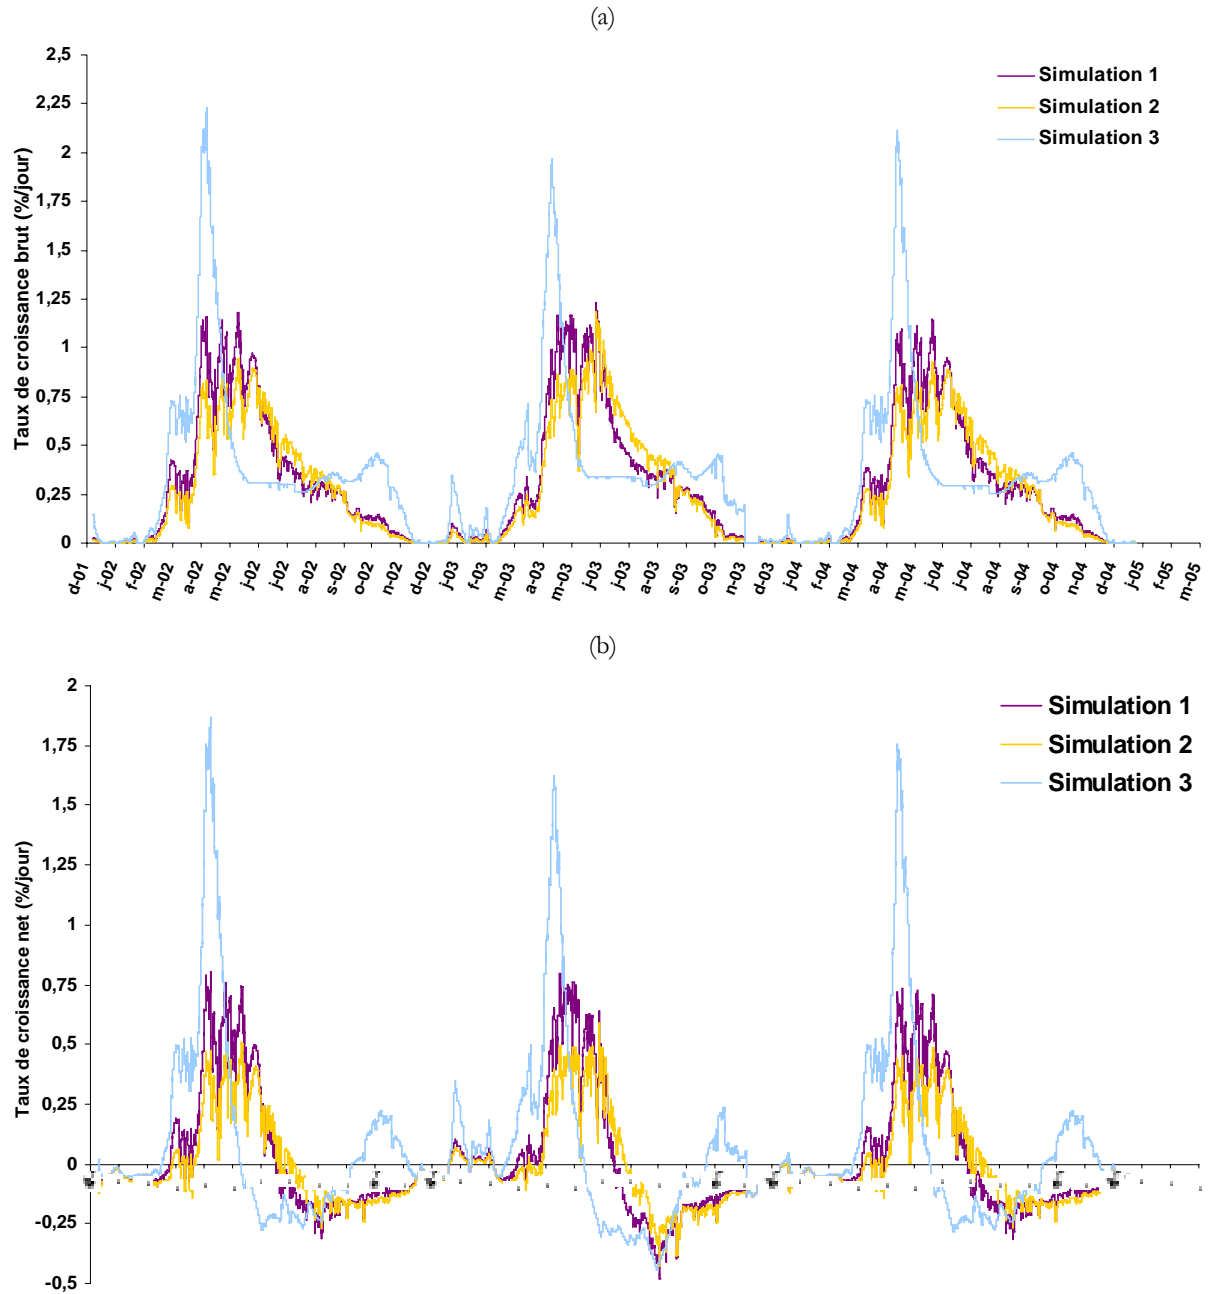 (a)
Taux de croissance brut (%/jour)
2,5
2,25
2
1,75
1,5
1,25
1
0,75
0,5
0,25
0
Simulation 1
Simulation 2
Simulation 3
d-01
j-02
f-02
m-02
a-02
m-02
j-02
j-02
a-02
s-02
o-02
n-02
d-02
j-03
f-03
m-03
a-03
m-03
j-03
j-03
a-03
s-03
o-03
n-03
d-03
j-04
f-04
m-04
a-04
m-04
j-04
j-04
a-04
s-04
o-04
n-04
d-04
j-05
f-05
m-05
(b)
Taux de croissance net (%/jour)
2
1,75
1,5
1,25
1
0,75
0,5
0,25
0
-0,25
-0,5
Simulation 1
Simulation 2
Simulation 3